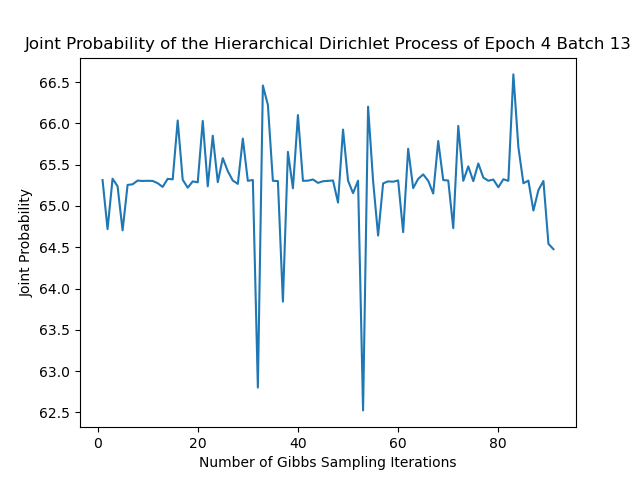 Joint Probability of the Hierarchical Dirichlet Process of Epoch 4 Batch 13
66.5
66.0
65.5
65.0
64.5
64.0
63.5
63.0
62.5
Joint Probability
0 20 40 60 80
Number of Gibbs Sampling Iterations